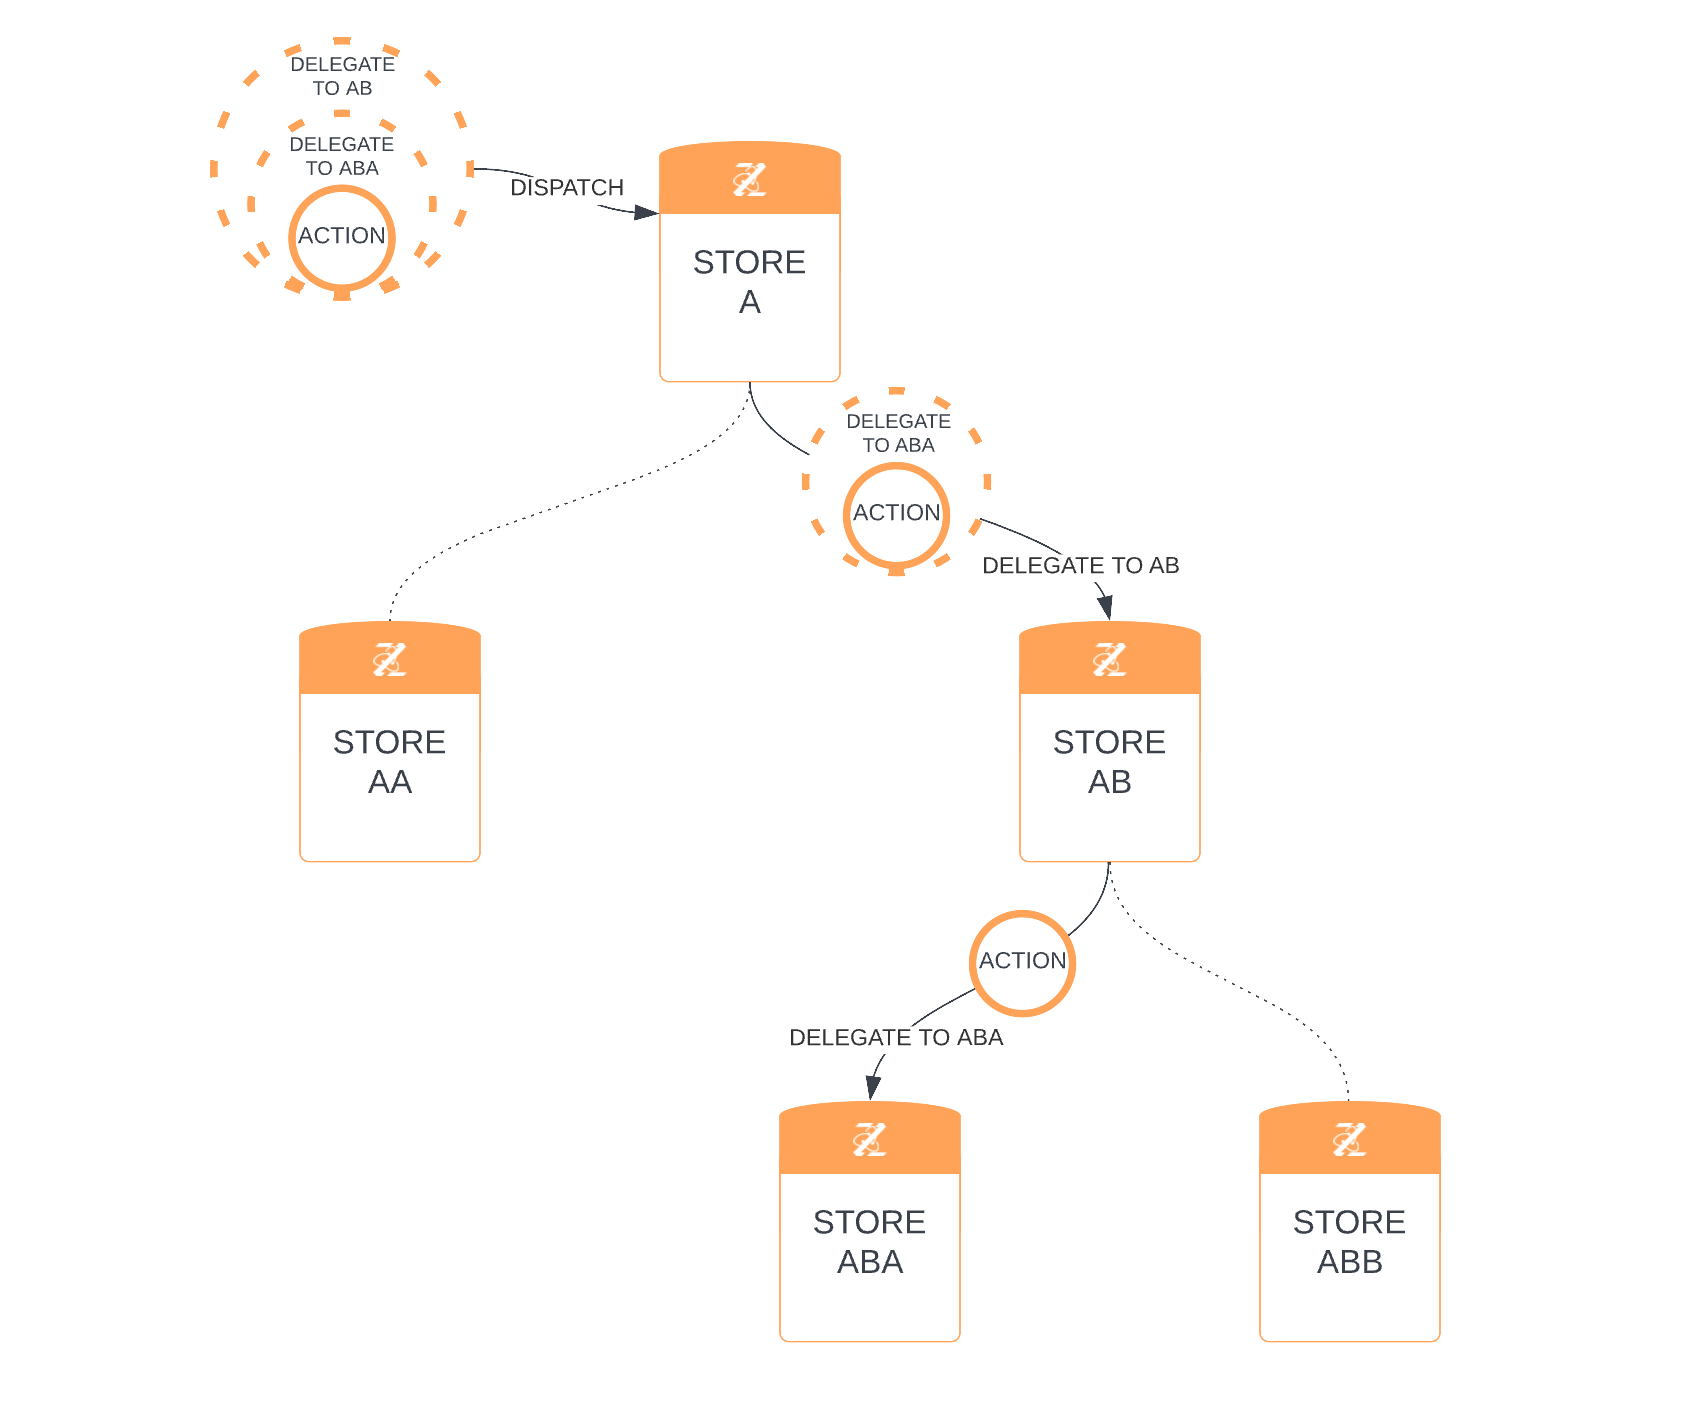 DELEGATE
TO AB
DELEGATE
TO ABA
ACTION
DISPATCH
STORE
A
DELEGATE
TO ABA
ACTION
DELEGATE TO AB
STORE
AA
STORE
AB
ACTION
DELEGATE TO ABA
STORE
ABA
STORE
ABB